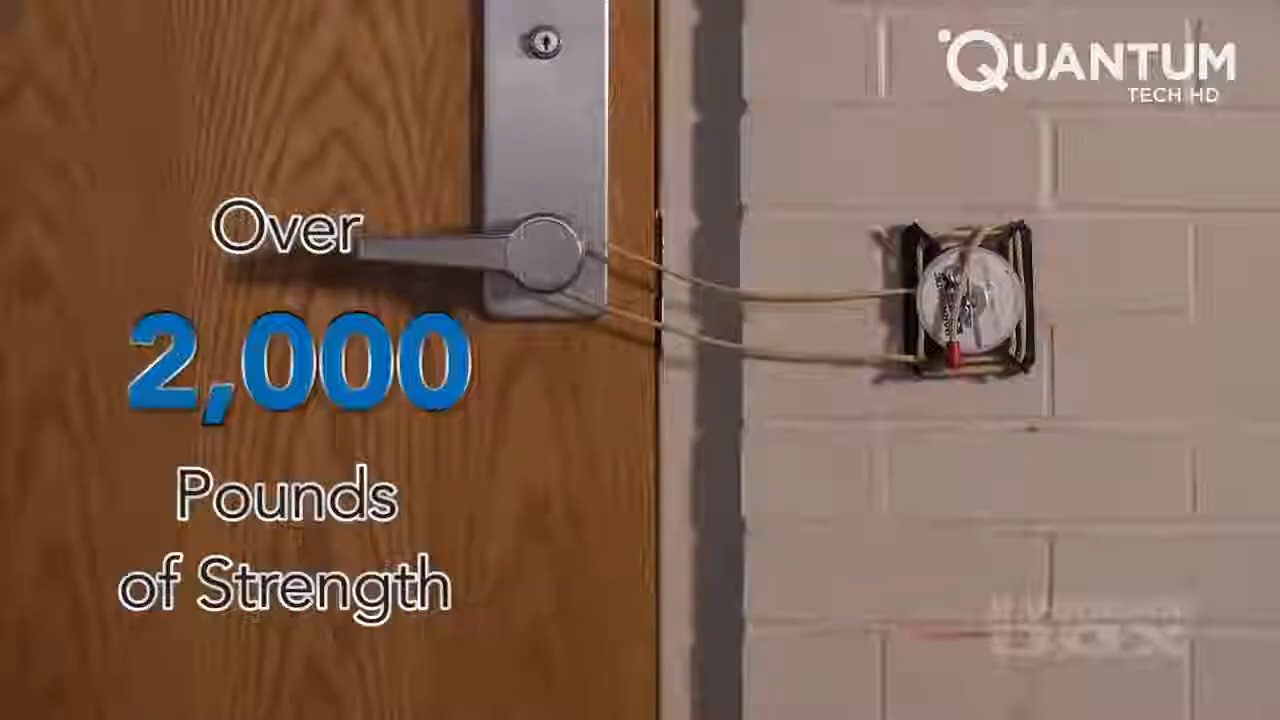 QUANTUM
TECH HD
Over
2,000
Pounds
of Strength